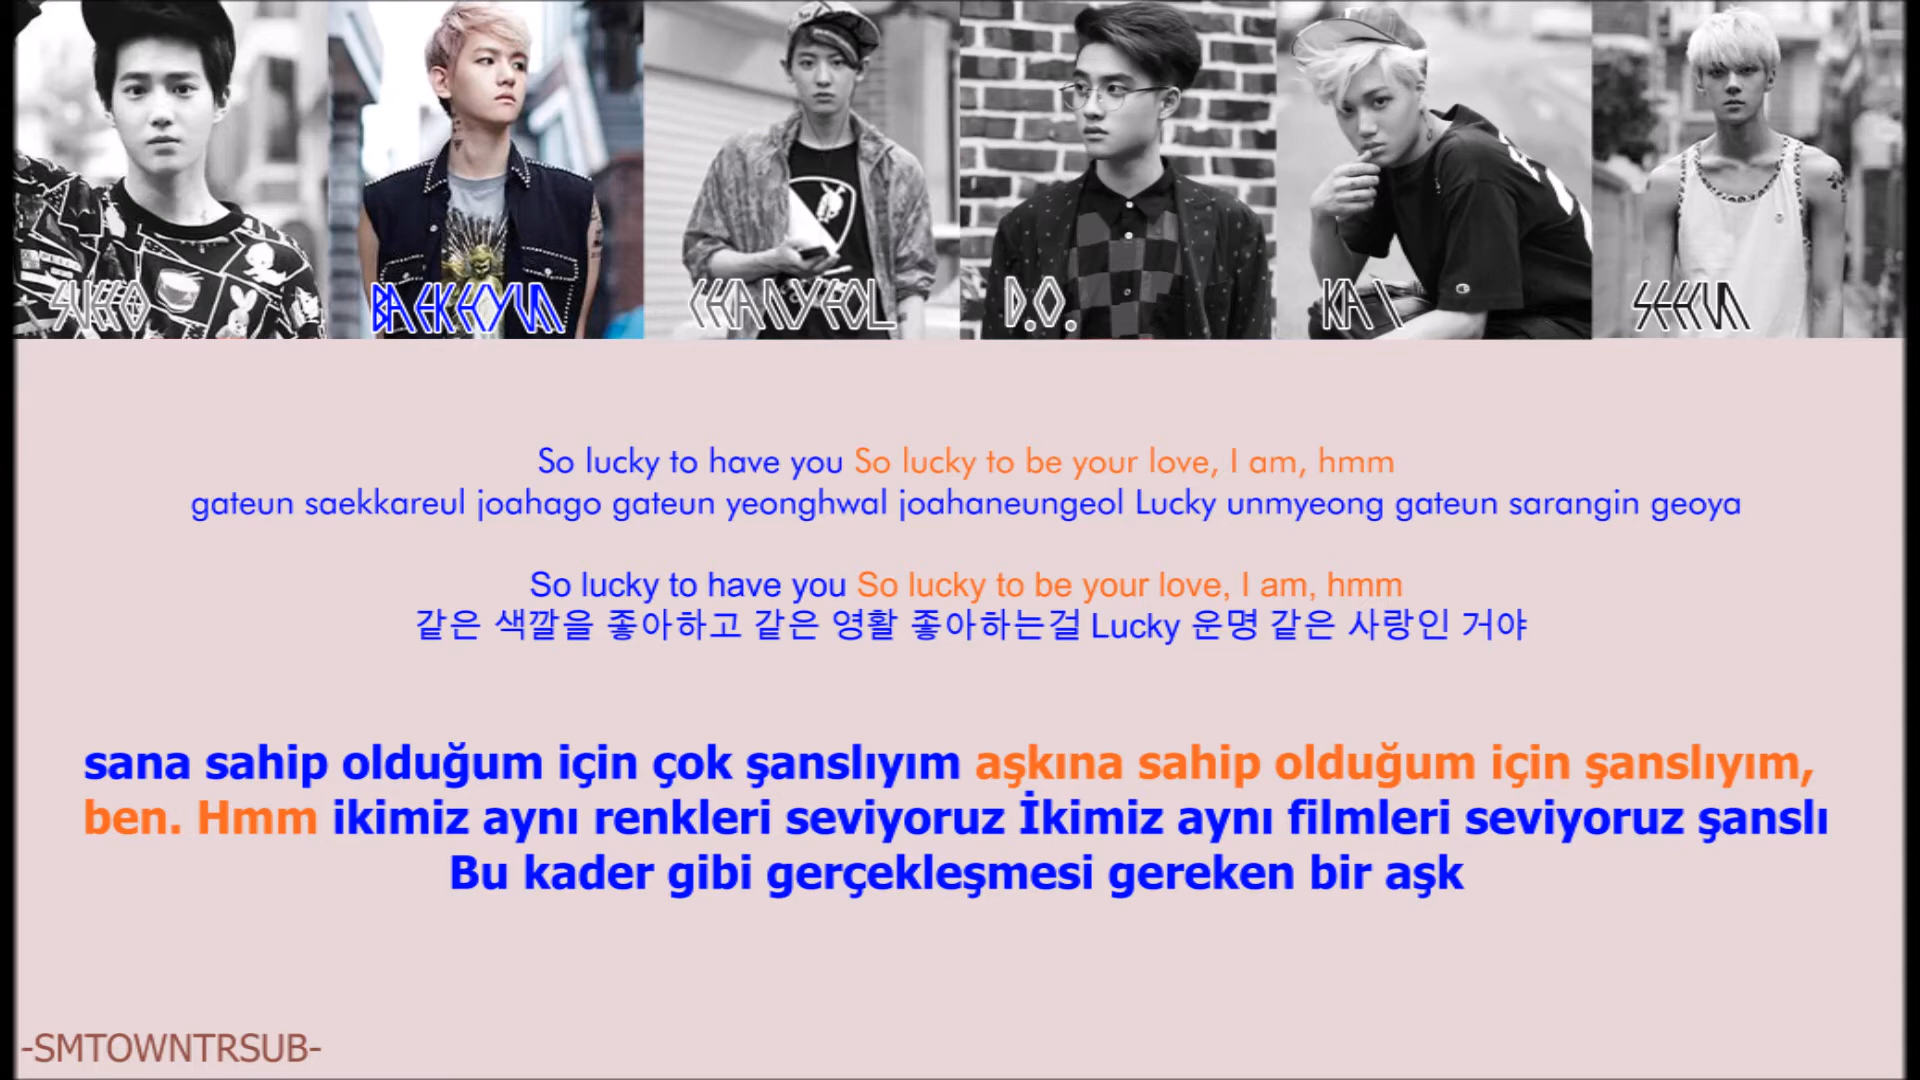 SUHO
BAEKHYUN
CHANYEOL
D.O.
KAI
SEHUN
So lucky to have you So lucky to be your love, I am, hmm
gateun saekkareul joahago gateun yeonghwal joahaneungeol Lucky unmyeong gateun sarangin geoya
So lucky to have you So lucky to be your love, I am, hmm
같은 색깔을 좋아하고 같은 영활 좋아하는걸 Lucky 운명 같은 사랑인 거야
sana sahip olduğum için çok şanslıyım aşkına sahip olduğum için şanslıyım,
ben. Hmm ikimiz aynı renkleri seviyoruz İkimiz aynı filmleri seviyoruz şanslı
Bu kader gibi gerçekleşmesi gereken bir aşk
-SMTOWNTRSUB-